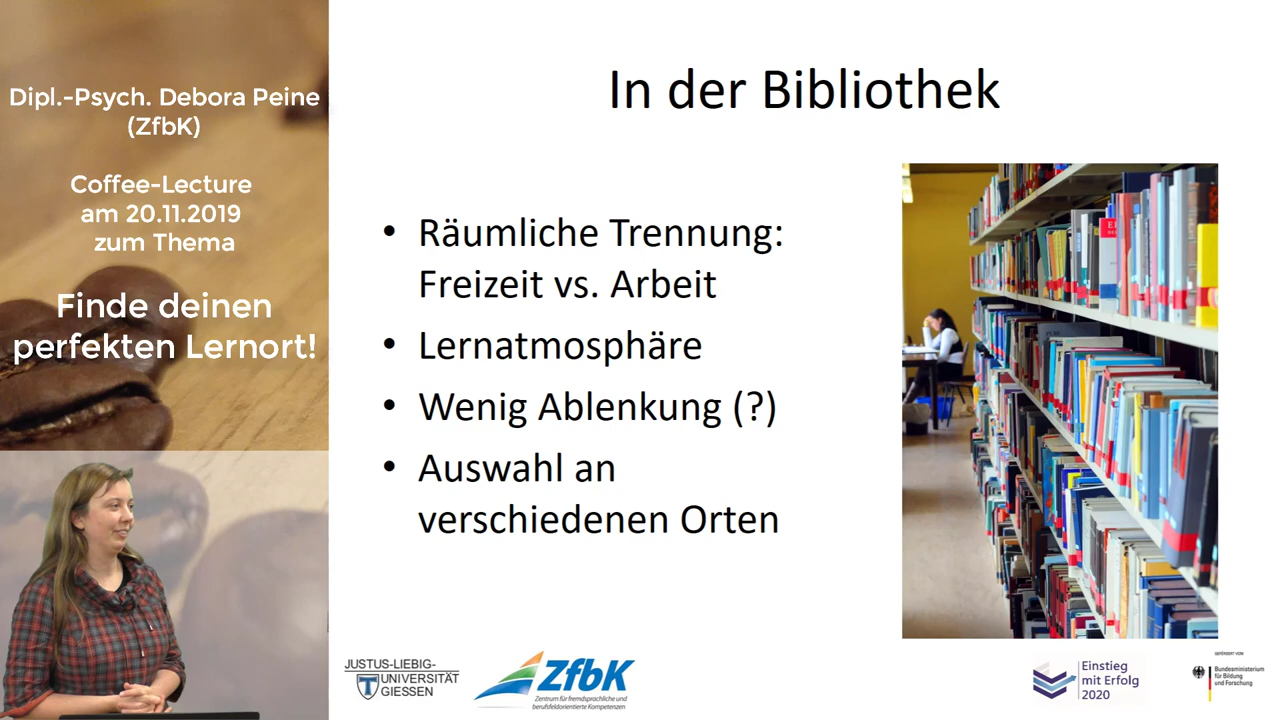 Dipl.-Psych. Debora Peine
(ZfbK)
Coffee-Lecture
am 20.11.2019
zum Thema
Finde deinen
perfekten Lernort!
In der Bibliothek
• Räumliche Trennung:
Freizeit vs. Arbeit
• Lernatmosphäre
• Wenig Ablenkung (?)
• Auswahl an
verschiedenen Orten
JUSTUS-LIEBIG-
UNIVERSITÄT
GIESSEN
ZfbK
Zentrum für fremdsprachliche und
berufsfeldorientierte Kompetenzen
Einstieg
mit Erfolg
2020
GEFÖRDERT VOM
Bundesministerium
für Bildung
und Forschung